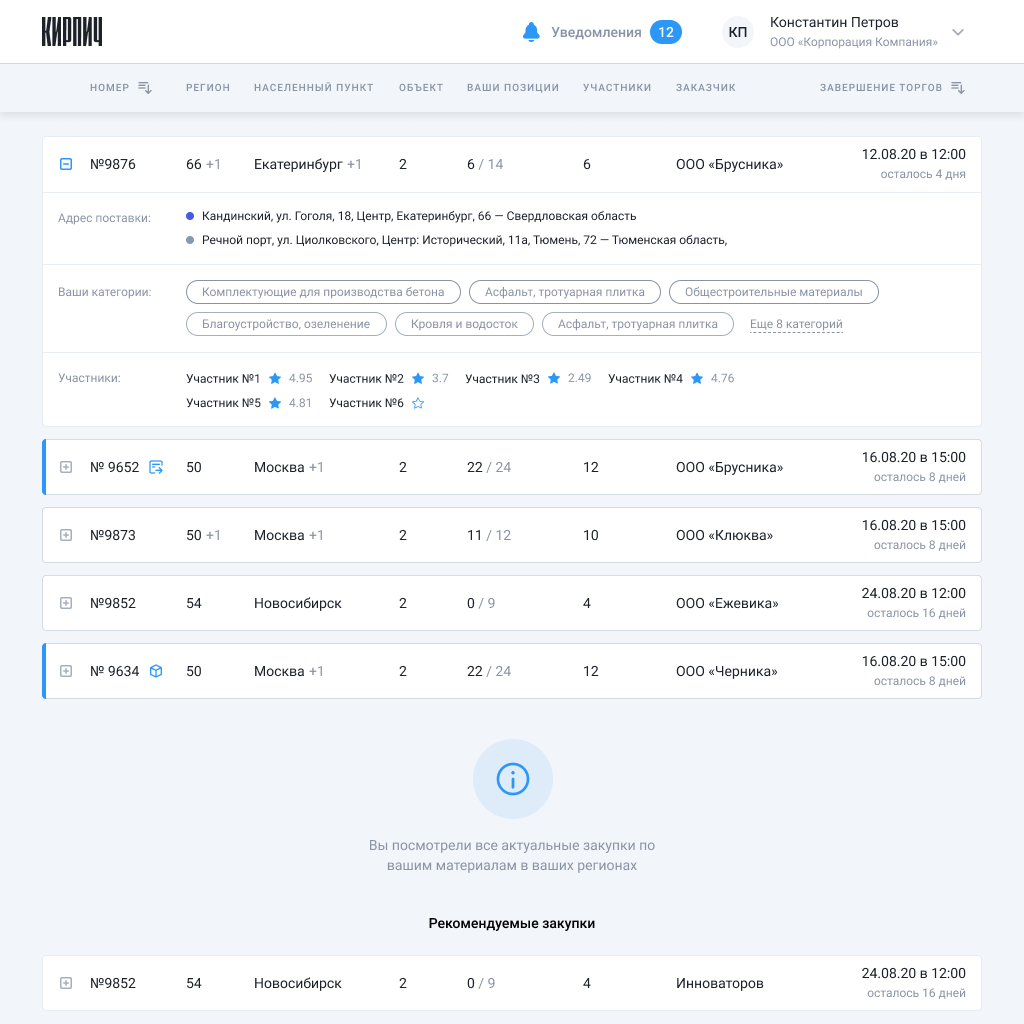 КИРПИЧ
Уведомления 12
КП
Константин Петров
ООО «Корпорация Компания»
НОМЕР РЕГИОН НАСЕЛЕННЫЙ ПУНКТ ОБЪЕКТ ВАШИ ПОЗИЦИИ УЧАСТНИКИ ЗАКАЗЧИК ЗАВЕРШЕНИЕ ТОРГОВ
№9876 66 +1 Екатеринбург +1 2 6 / 14 6 ООО «Брусника» 12.08.20 в 12:00
осталось 4 дня
Адрес поставки: Кандинский, ул. Гоголя, 18, Центр, Екатеринбург, 66 — Свердловская область
Речной порт, ул. Циолковского, Центр: Исторический, 11а, Тюмень, 72 — Тюменская область,
Ваши категории: Комплектующие для производства бетона Асфальт, тротуарная плитка Общестроительные материалы
Благоустройство, озеленение Кровля и водосток Асфальт, тротуарная плитка Еще 8 категорий
Участники: Участник №1 4.95 Участник №2 3.7 Участник №3 2.49 Участник №4 4.76
Участник №5 4.81 Участник №6
№ 9652 50 Москва +1 2 22 / 24 12 ООО «Брусника» 16.08.20 в 15:00
осталось 8 дней
№9873 50 +1 Москва +1 2 11 / 12 10 ООО «Клюква» 16.08.20 в 15:00
осталось 8 дней
№9852 54 Новосибирск 2 0 / 9 4 ООО «Ежевика» 24.08.20 в 12:00
осталось 16 дней
№ 9634 50 Москва +1 2 22 / 24 12 ООО «Черника» 16.08.20 в 15:00
осталось 8 дней
Вы посмотрели все актуальные закупки по
вашим материалам в ваших регионах
Рекомендуемые закупки
№9852 54 Новосибирск 2 0 / 9 4 Инноваторов 24.08.20 в 12:00
осталось 16 дней